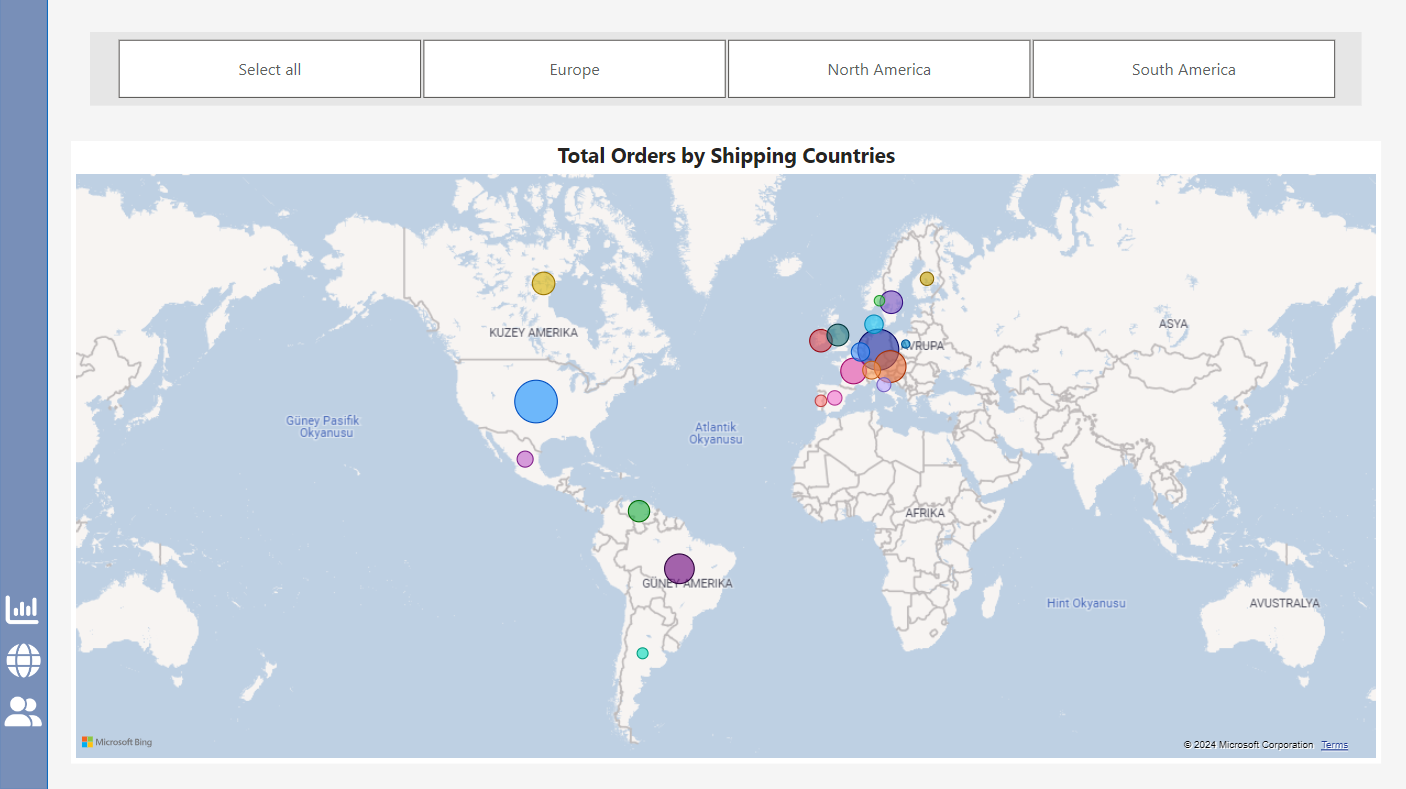 Select all
Europe
North America
South America
Total Orders by Shipping Countries
KUZEY AMERIKA
ASYA
VRUPA
Güney Pasifik
Okyanusu
Atlantik
Okyanusu
AFRIKA
GÜNEY AMERIKA
Hint Okyanusu
AVUSTRALYA
Microsoft Bing
© 2024 Microsoft Corporation Terms